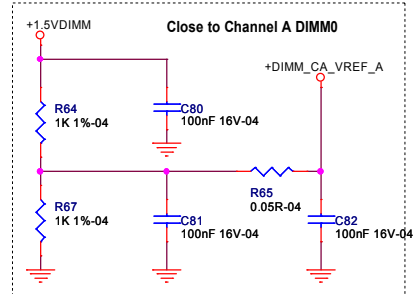 +1.5VDIMM
Close to Channel A DIMM0
+DIMM_CA_VREF_A
R64
1K 1%-04
C80
100nF 16V-04
R65
0.05R-04
R67
1K 1%-04
C81
100nF 16V-04
C82
100nF 16V-04